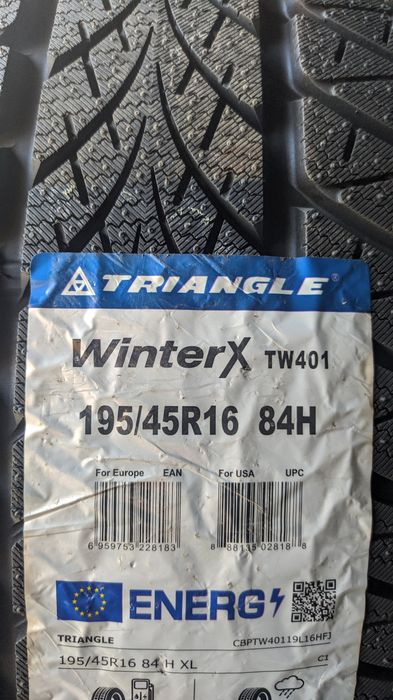 TRIANGLE®
WinterX TW401
195/45R16 84H
For Europe EAN For USA UPC
6 959753 228183 8 88135 02818 8
ENERG
TRIANGLE CBPTW40119L16HFJ
195/45R16 84 H XL C1